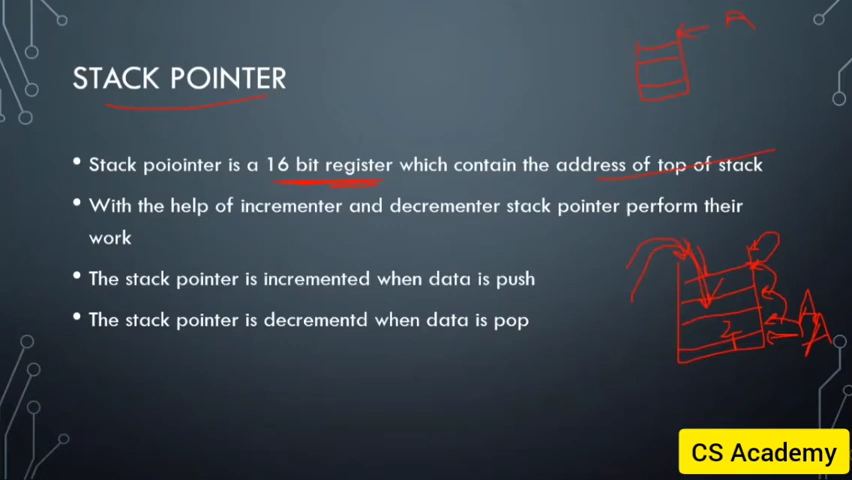 A
STACK POINTER
• Stack poiointer is a 16 bit register which contain the address of top of stack
• With the help of incrementer and decrementer stack pointer perform their
work
• The stack pointer is incremented when data is push
• The stack pointer is decrementd when data is pop
A
2
A
1
CS Academy